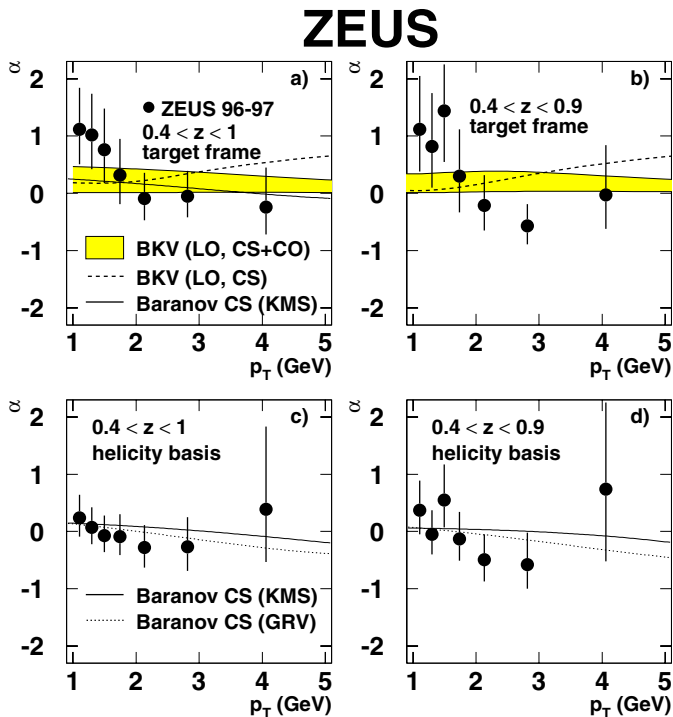 ZEUS
α
2
1
0
-1
-2
a)
ZEUS 96-97
0.4 < z < 1
target frame
BKV (LO, CS+CO)
BKV (LO, CS)
Baranov CS (KMS)
1 2 3 4 5
p_T (GeV)
α
2
1
0
-1
-2
b)
0.4 < z < 0.9
target frame
1 2 3 4 5
p_T (GeV)
α
2
1
0
-1
-2
c)
0.4 < z < 1
helicity basis
Baranov CS (KMS)
Baranov CS (GRV)
1 2 3 4 5
p_T (GeV)
α
2
1
0
-1
-2
d)
0.4 < z < 0.9
helicity basis
1 2 3 4 5
p_T (GeV)